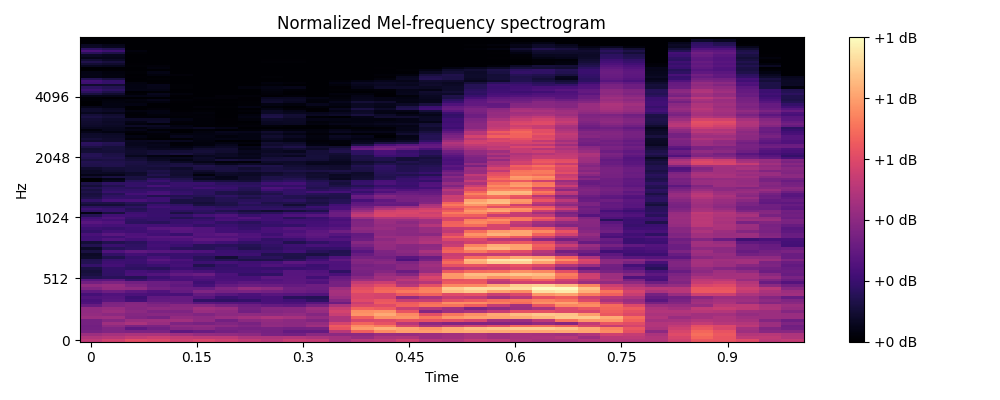 Normalized Mel-frequency spectrogram
Hz
4096
2048
1024
512
0
0 0.15 0.3 0.45 0.6 0.75 0.9
Time
+1 dB
+1 dB
+1 dB
+0 dB
+0 dB
+0 dB